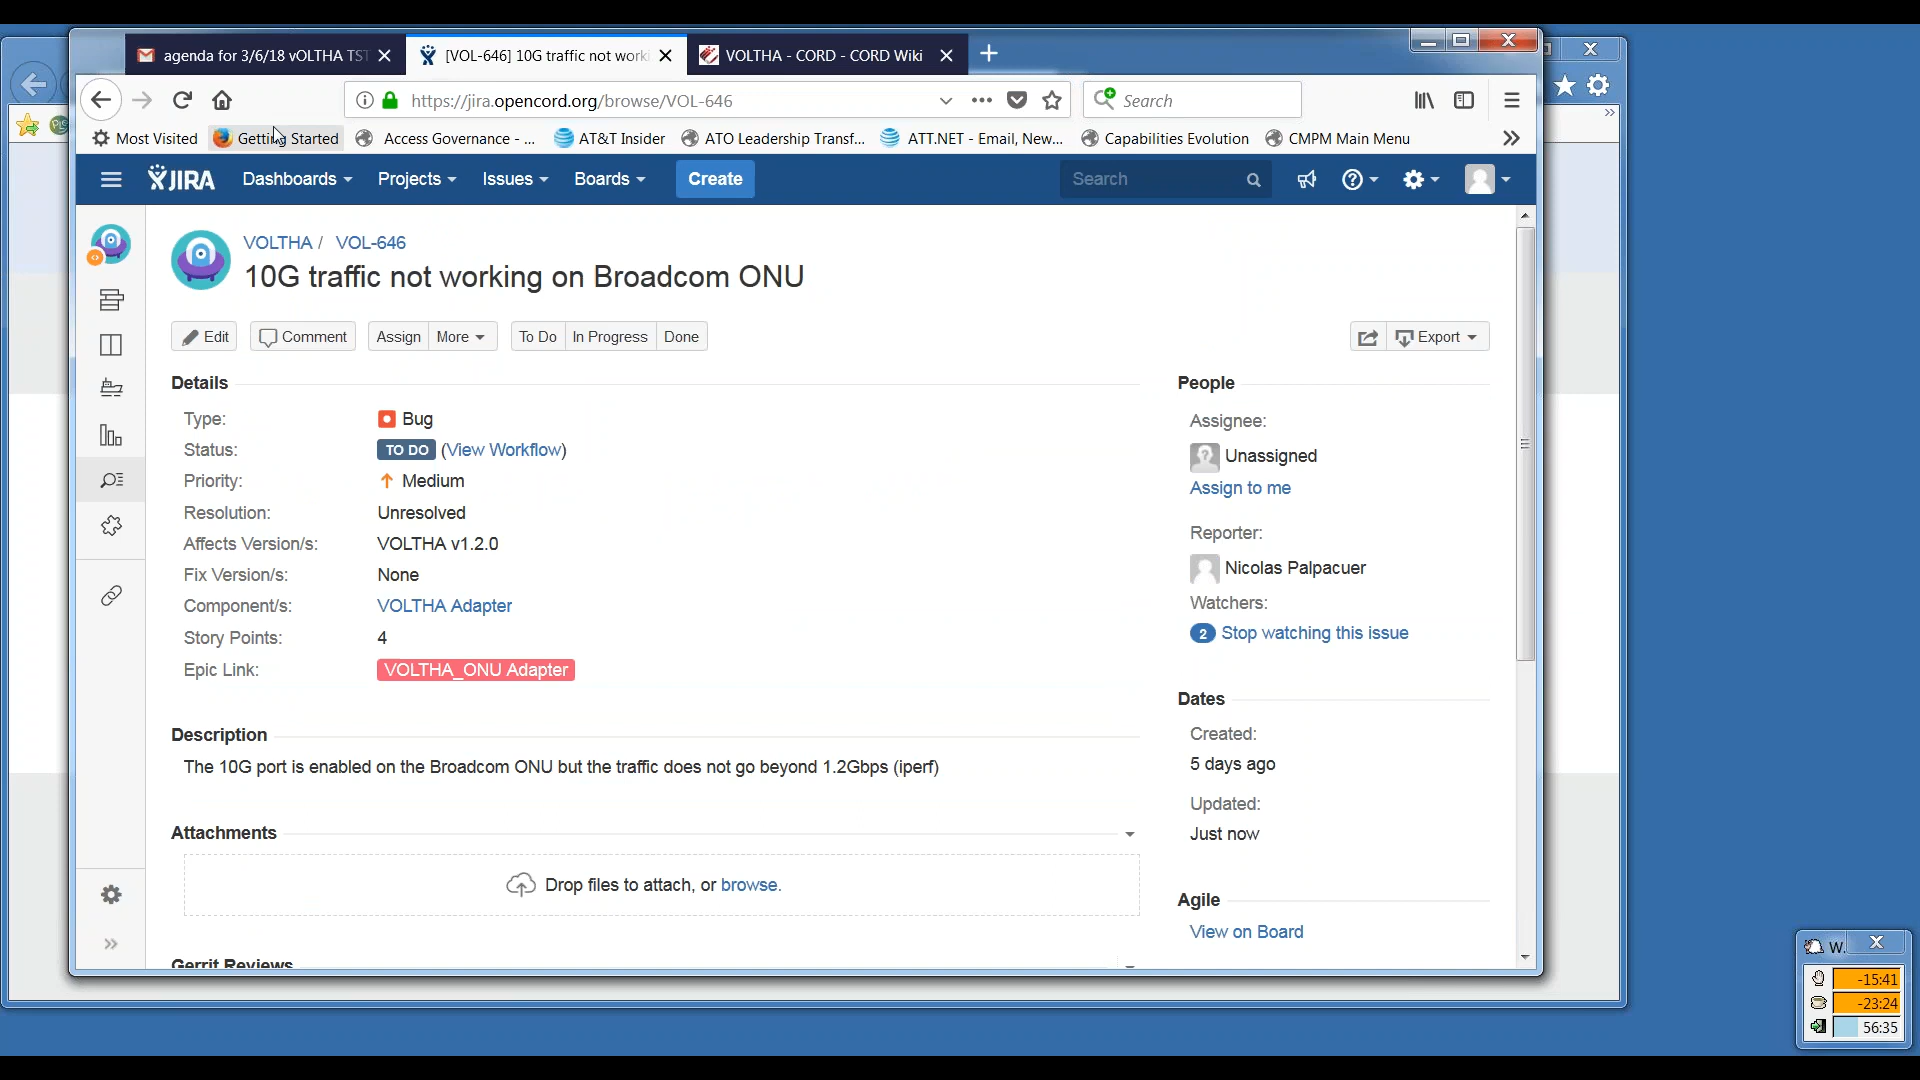 agenda for 3/6/18 vOLTHA TST
[VOL-646] 10G traffic not worki
VOLTHA - CORD - CORD Wiki
https://jira.opencord.org/browse/VOL-646
Search
Most Visited
Getting Started
Access Governance - ...
AT&T Insider
ATO Leadership Transf...
ATT.NET - Email, New...
Capabilities Evolution
CMPM Main Menu
JIRA
Dashboards
Projects
Issues
Boards
Create
Search
VOLTHA / VOL-646
10G traffic not working on Broadcom ONU
Edit
Comment
Assign
More
To Do
In Progress
Done
Export
Details
Type: Bug
Status: TO DO (View Workflow)
Priority: Medium
Resolution: Unresolved
Affects Version/s: VOLTHA v1.2.0
Fix Version/s: None
Component/s: VOLTHA Adapter
Story Points: 4
Epic Link: VOLTHA_ONU Adapter
Description
The 10G port is enabled on the Broadcom ONU but the traffic does not go beyond 1.2Gbps (iperf)
Attachments
Drop files to attach, or browse.
Gerrit Reviews
People
Assignee:
Unassigned
Assign to me
Reporter:
Nicolas Palpacuer
Watchers:
2 Stop watching this issue
Dates
Created:
5 days ago
Updated:
Just now
Agile
View on Board
W.
-15:41
-23:24
56:35